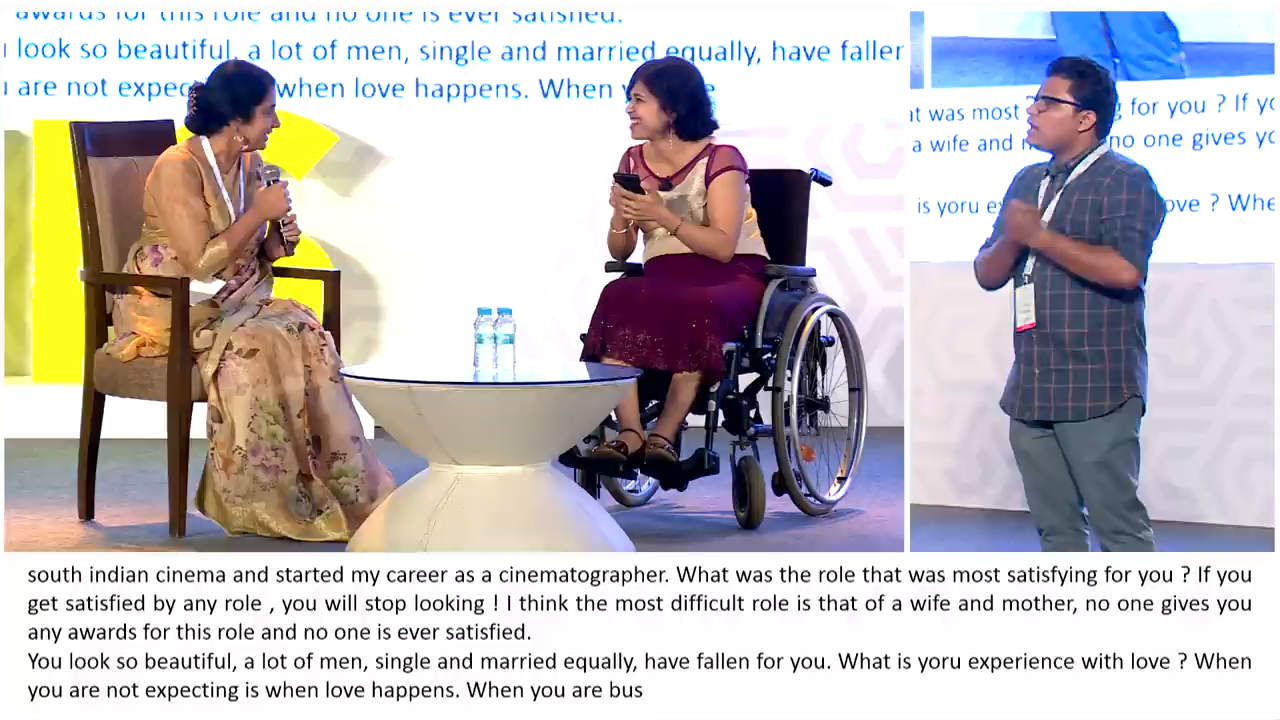 awards for this role and no one is ever satisfied.
look so beautiful, a lot of men, single and married equally, have fallen
are not expec when love happens. When
at was most for you ? If yo
a wife and no one gives yo
is yoru ex love ? Whe
south indian cinema and started my career as a cinematographer. What was the role that was most satisfying for you ? If you
get satisfied by any role , you will stop looking ! I think the most difficult role is that of a wife and mother, no one gives you
any awards for this role and no one is ever satisfied.
You look so beautiful, a lot of men, single and married equally, have fallen for you. What is yoru experience with love ? When
you are not expecting is when love happens. When you are bus